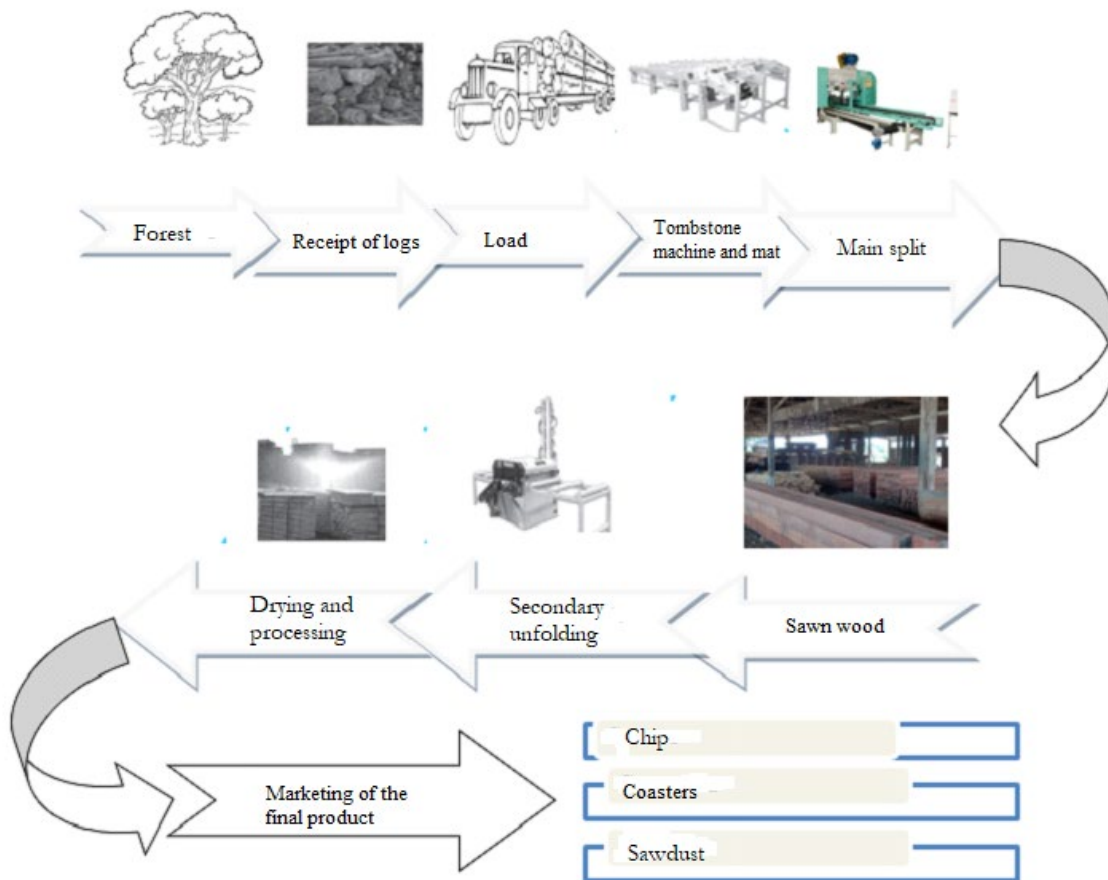 Forest
Receipt of logs
Load
Tombstone
machine and mat
Main split
Sawn wood
Secondary
unfolding
Drying and
processing
Marketing of the
final product
Chip
Coasters
Sawdust